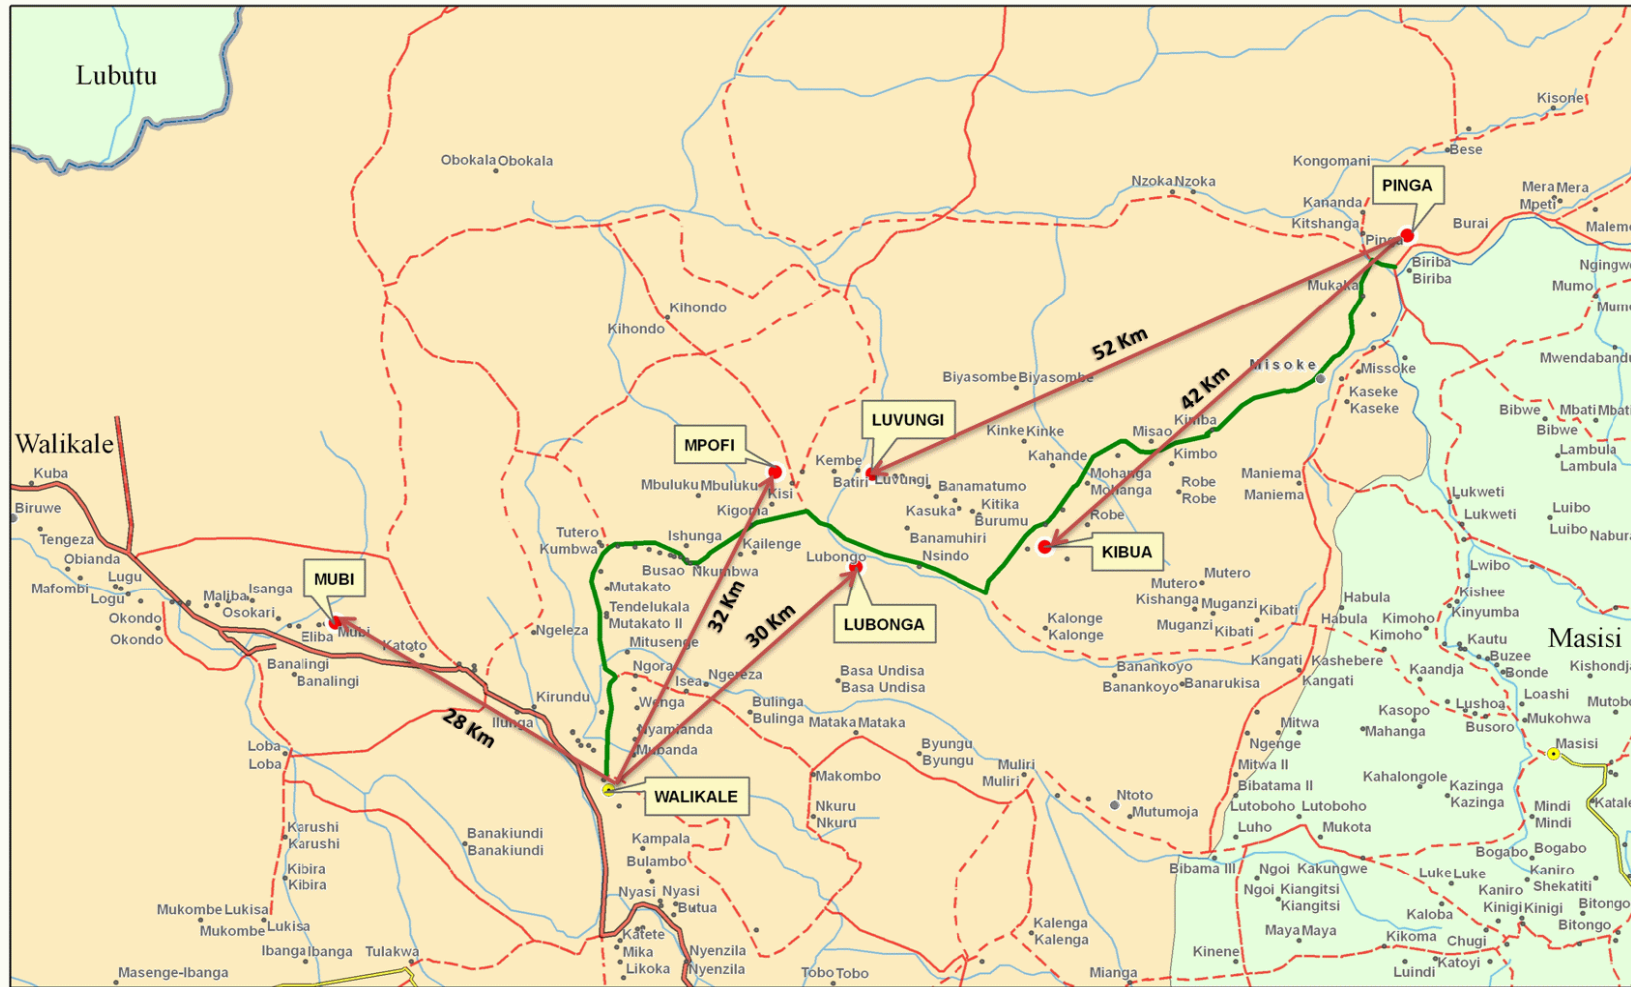 Lubutu
Kisone
Bese
Obokala Obokala
Kongomani
Nzoka Nzoka
PINGA
Mera Mera
Mpeti
Kananda
Kitshanga
Pinga
Burai
Malemo
Biriba
Biriba
Ngingwe
Mukaka
Mumo
Mumo
Kihondo
Kihondo
52 Km
Misoke
Missoke
Mwendabandu
Biyasombe Biyasombe
42 Km
Kaseke
Kaseke
Bibwe
Bibwe
Mbati Mbati
Walikale
MPOFI
LUVUNGI
Kinke Kinke
Misao
Kimba
Kuba
Kembe
Kahande
Kimbo
Lambula
Lambula
Mbuluku Mbuluku
Kisi
Batiri
Luvungi
Mohanga
Mohanga
Maniema
Maniema
Biruwe
Kigoma
Banamatumo
Kasuka
Kitika
Burumu
Robe
Robe
Robe
Lukweti
Lukweti
Luibo
Luibo
Nabura
Tengeza
Obianda
Tutero
Kumbwa
Ishunga
Kailenge
Banamuhiri
Nsindo
KIBUA
Lubongo
Busao
Nkumbwa
Lwibo
Mafombi
Lugu
Logu
Maliba
Isanga
Osokari
MUBI
Mutakato
Mutero
Mutero
Kishanga
Kishee
Kinyumba
Okondo
Okondo
Eliba
Mubi
Katoto
Tendelukala
Mutakato II
Ngeleza
32 Km
30 Km
LUBONGA
Kalonge
Kalonge
Muganzi
Muganzi
Kibati
Kibati
Habula
Habula
Kimoho
Kimoho
Masisi
Mitusenge
Kautu
Buzee
Bonde
Banalingi
Banalingi
Ngora
Isea
Ngereza
Basa Undisa
Basa Undisa
Banankoyo
Banankoyo
Banarukisa
Kangati
Kangati
Kashebere
Kaandja
Kishondja
Kirundu
Ilunga
Wenga
Bulinga
Bulinga
Mataka Mataka
Loashi
Lushoa
Kasopo
Mutobo
Mukohwa
Busoro
28 Km
Nyamianda
Mubanda
Mitwa
Mahanga
Ngenge
Loba
Loba
Byungu
Byungu
Masisi
Mitwa II
Bibatama II
WALIKALE
Makombo
Muliri
Muliri
Kahalongole
Kazinga
Kazinga
Ntoto
Mutumoja
Lutoboho
Lutoboho
Nkuru
Nkuru
Mindi
Mindi
Katale
Karushi
Karushi
Banakiundi
Banakiundi
Kampala
Luho
Mukota
Bogabo
Bogabo
Bulambo
Kibira
Kibira
Bibama III
Ngoi
Ngoi
Kakungwe
Kiangitsi
Kiangitsi
Luke Luke
Kaniro
Kaniro
Shekatiti
Nyasi
Nyasi
Butua
Mukombe
Mukombe
Lukisa
Lukisa
Kaloba
Kinigi Kinigi
Bitongo
Bitongo
Katete
Mika
Likoka
Kalenga
Kalenga
Maya Maya
Kikoma
Chugi
Ibanga Ibanga
Tulakwa
Nyenzila
Nyenzila
Kinene
Luindi
Katoyi
Masenge-Ibanga
Tobo Tobo
Mianga